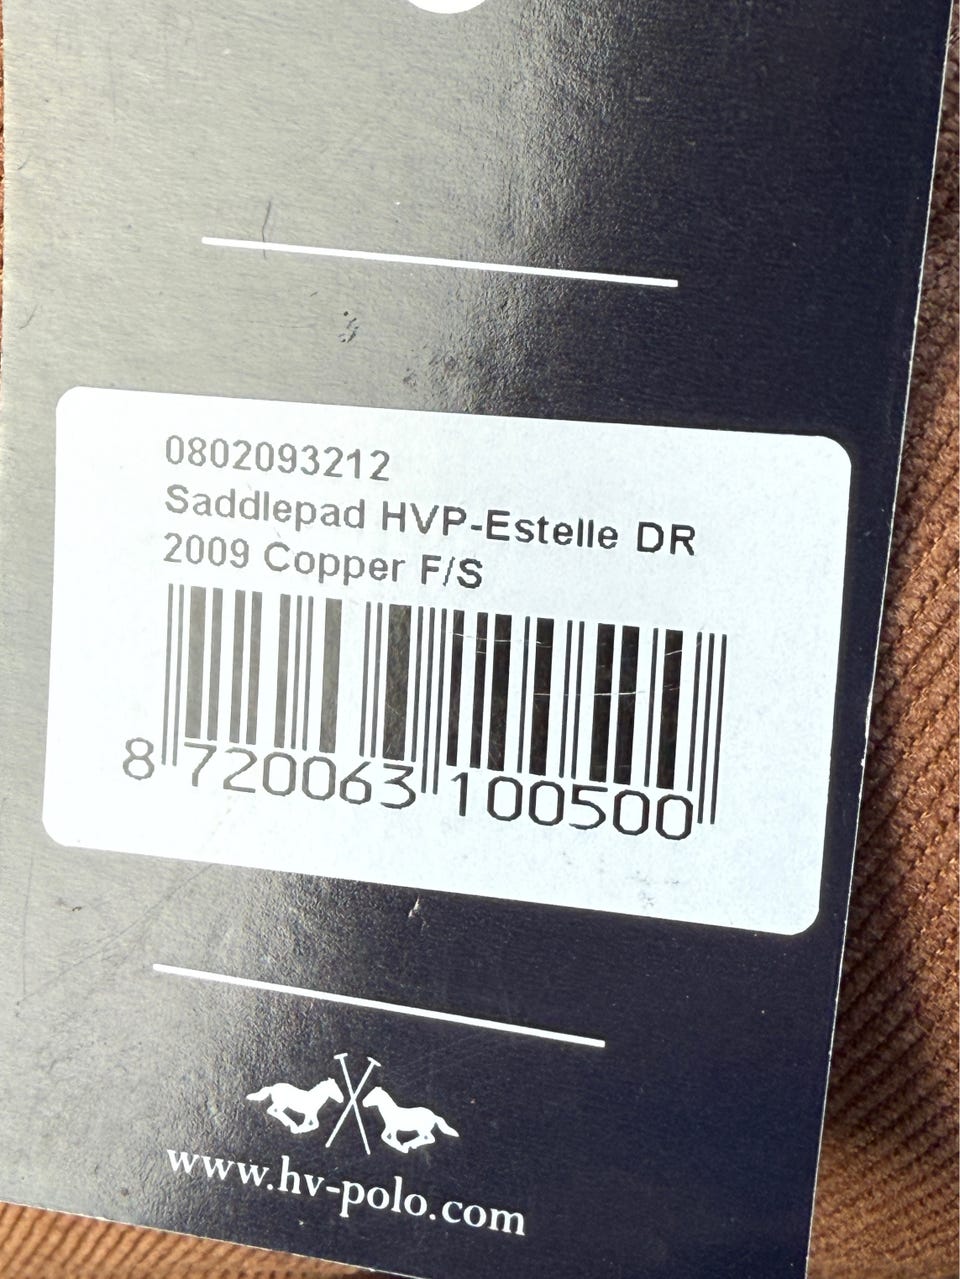 0802093212
Saddlepad HVP-Estelle DR
2009 Copper F/S
8 720063 100500
www.hv-polo.com